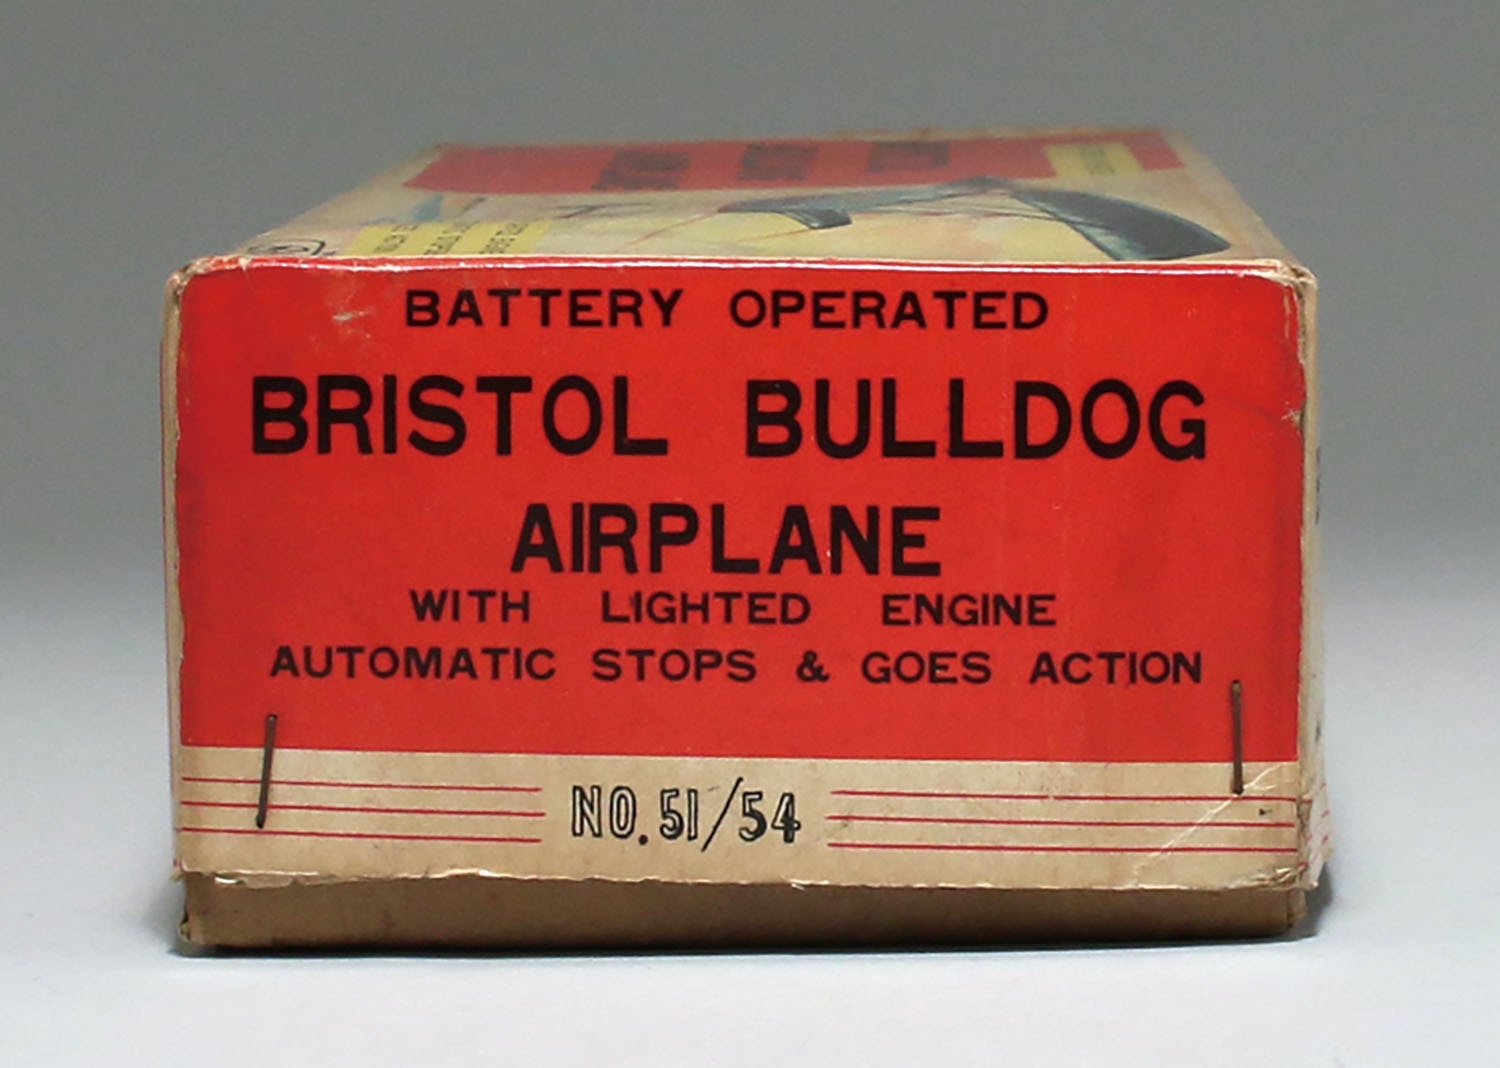 BATTERY OPERATED
BRISTOL BULLDOG
AIRPLANE
WITH LIGHTED ENGINE
AUTOMATIC STOPS & GOES ACTION
NO. 51/54